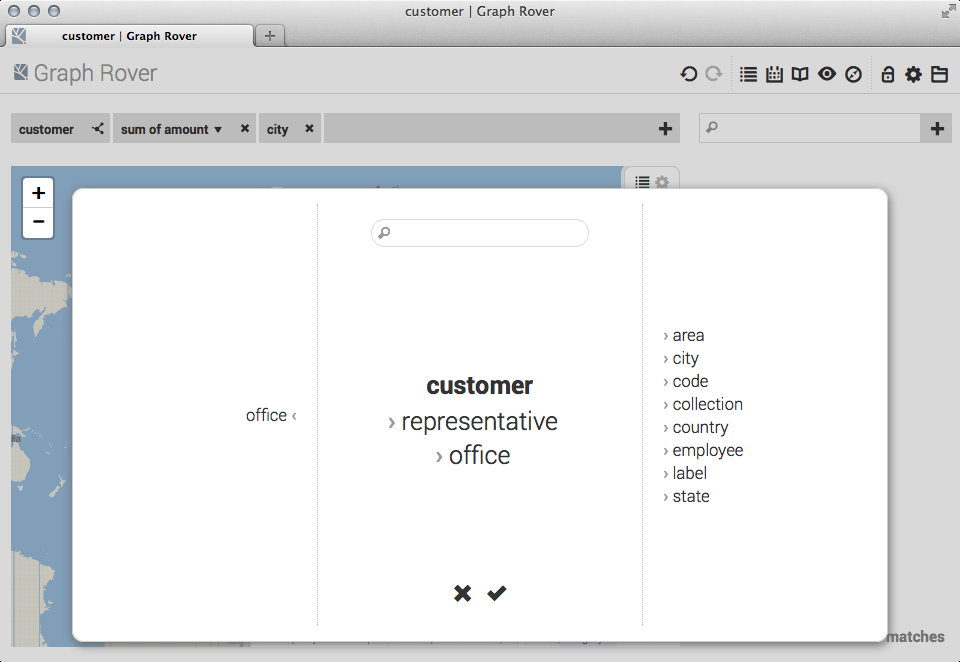 customer | Graph Rover
customer | Graph Rover
Graph Rover
customer
sum of amount
city
+
−
office ‹
customer
› representative
› office
› area
› city
› code
› collection
› country
› employee
› label
› state
matches